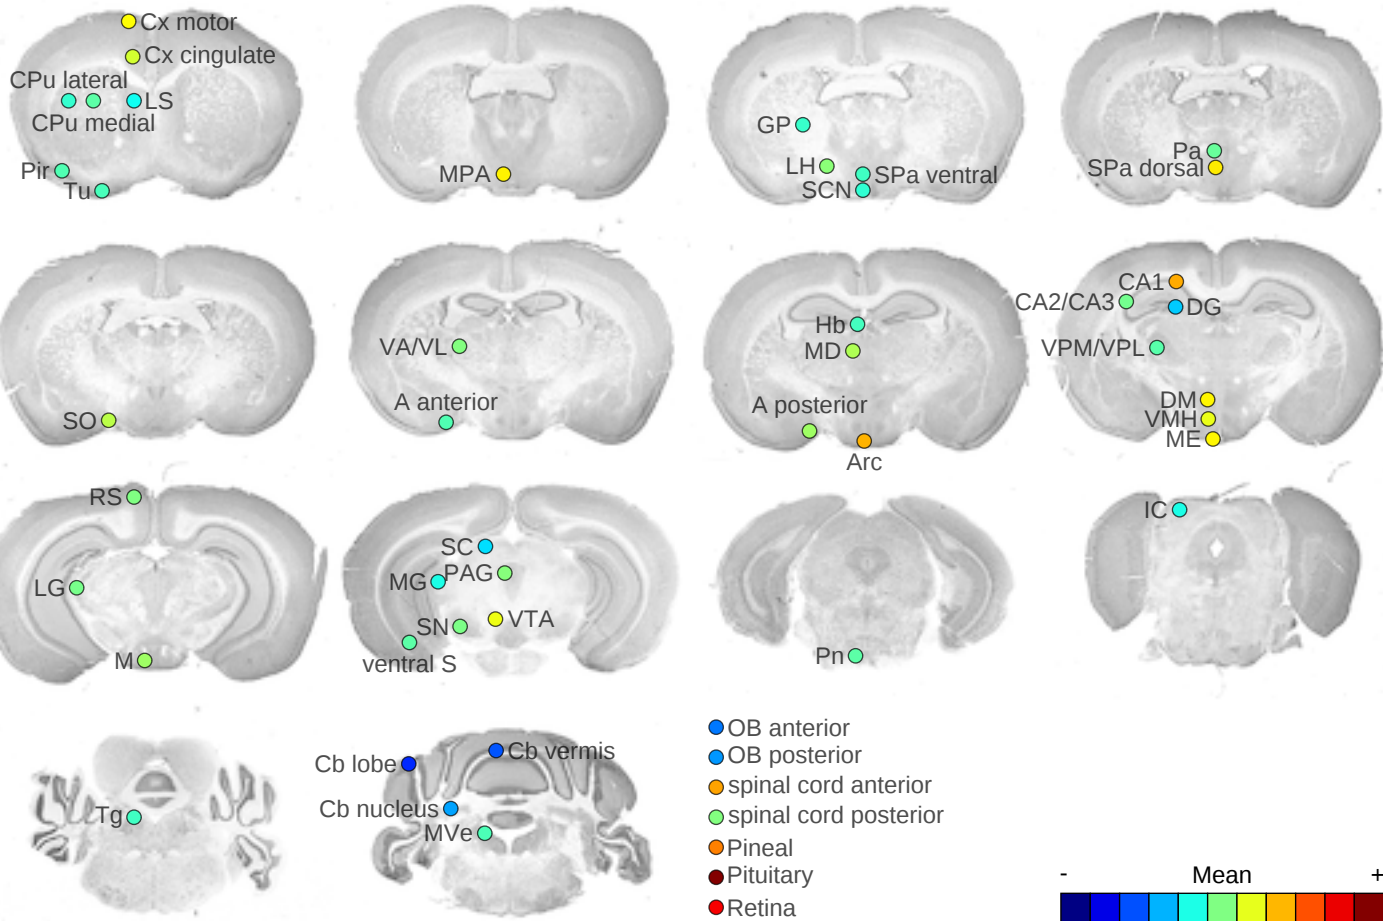 Cx motor
Cx cingulate
CPu lateral
LS
CPu medial
Pir
Tu
MPA
GP
LH
SPa ventral
SCN
Pa
SPa dorsal
SO
VA/VL
A anterior
Hb
MD
A posterior
Arc
CA1
CA2/CA3
DG
VPM/VPL
DM
VMH
ME
RS
LG
M
SC
MG
PAG
SN
VTA
ventral S
Pn
IC
Tg
Cb lobe
Cb vermis
Cb nucleus
MVe
OB anterior
OB posterior
spinal cord anterior
spinal cord posterior
Pineal
Pituitary
Retina
- Mean +